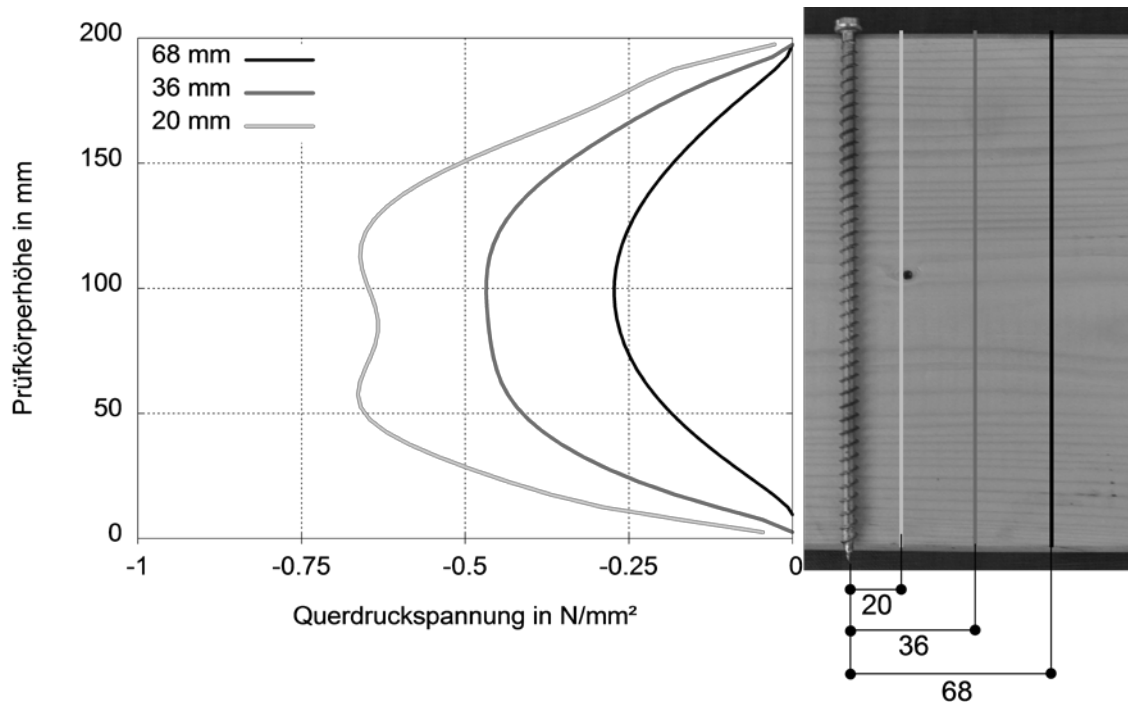 200
150
100
50
0
Prüfkörperhöhe in mm
68 mm
36 mm
20 mm
-1 -0.75 -0.5 -0.25 0
Querdruckspannung in N/mm²
20
36
68